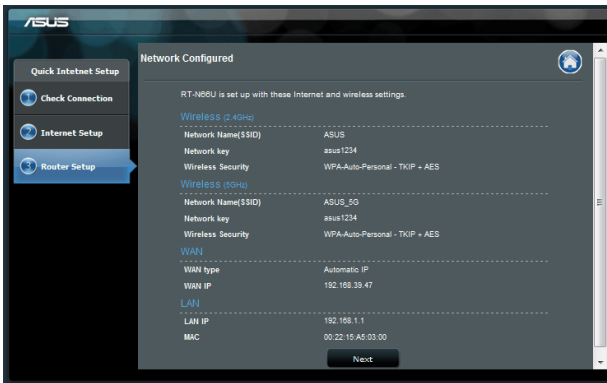 ASUS
Quick Intetnet Setup
1 Check Connection
2 Internet Setup
3 Router Setup
Network Configured
RT-N66U is set up with these Internet and wireless settings.
Wireless (2.4GHz)
Network Name(SSID) ASUS
Network key asus1234
Wireless Security WPA-Auto-Personal - TKIP + AES
Wireless (5GHz)
Network Name(SSID) ASUS_5G
Network key asus1234
Wireless Security WPA-Auto-Personal - TKIP + AES
WAN
WAN type Automatic IP
WAN IP 192.168.39.47
LAN
LAN IP 192.168.1.1
MAC 00:22:15:A5:03:00
Next